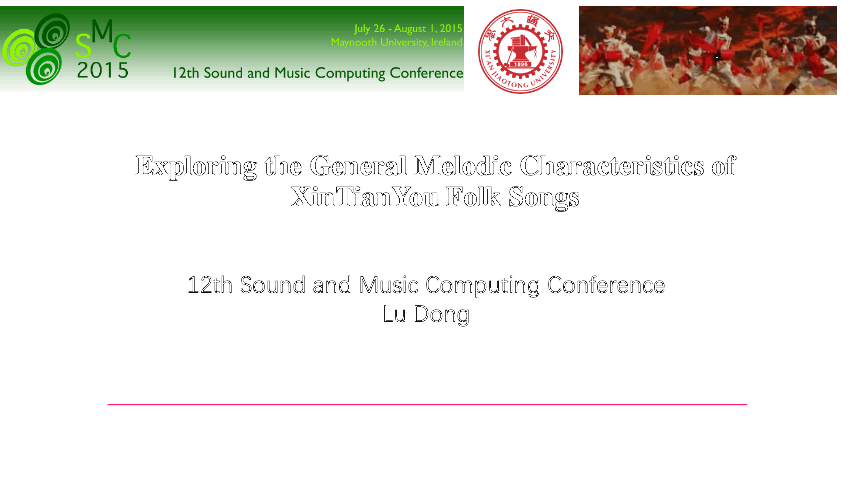 SMC
2015
July 26 - August 1, 2015
Maynooth University, Ireland
12th Sound and Music Computing Conference
XI'AN JIAOTONG UNIVERSITY
1896
Exploring the General Melodic Characteristics of
XinTianYou Folk Songs
12th Sound and Music Computing Conference
Lu Dong